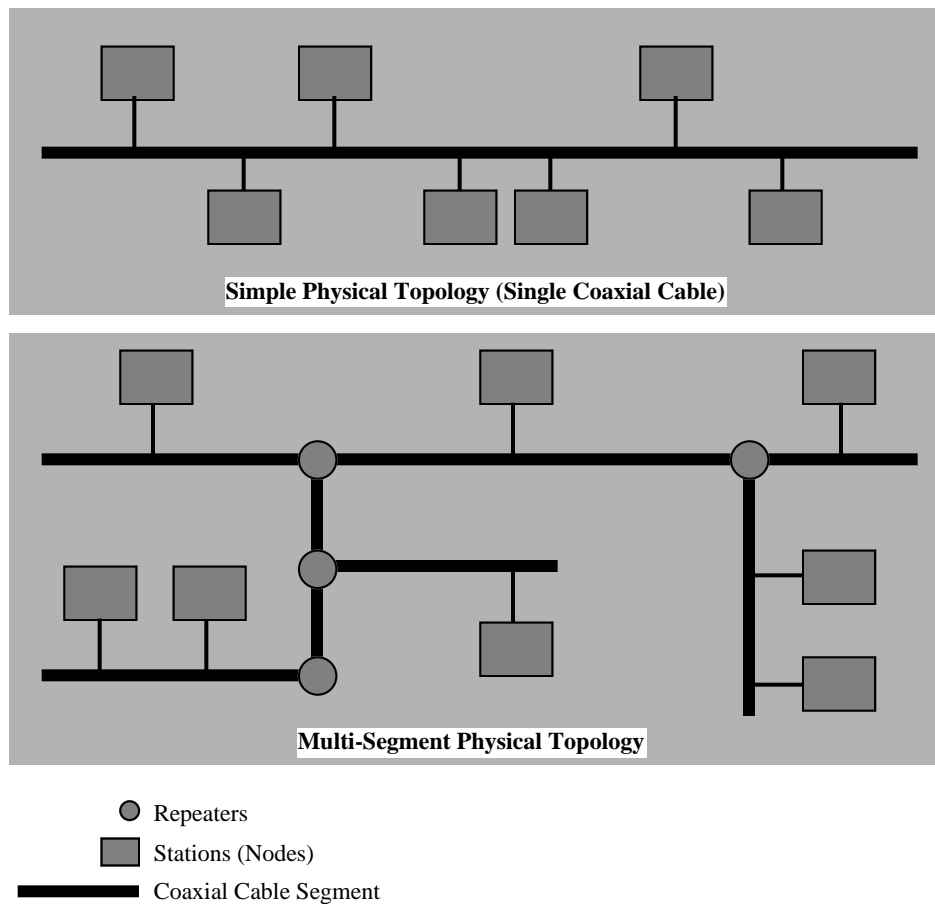 Simple Physical Topology (Single Coaxial Cable)
Multi-Segment Physical Topology
Repeaters
Stations (Nodes)
Coaxial Cable Segment